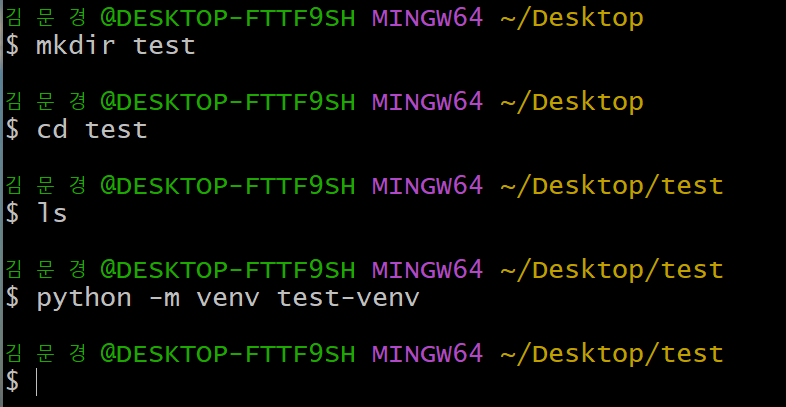 김 문 경 @DESKTOP-FTTF9SH MINGW64 ~/Desktop
$ mkdir test
김 문 경 @DESKTOP-FTTF9SH MINGW64 ~/Desktop
$ cd test
김 문 경 @DESKTOP-FTTF9SH MINGW64 ~/Desktop/test
$ ls
김 문 경 @DESKTOP-FTTF9SH MINGW64 ~/Desktop/test
$ python -m venv test-venv
김 문 경 @DESKTOP-FTTF9SH MINGW64 ~/Desktop/test
$